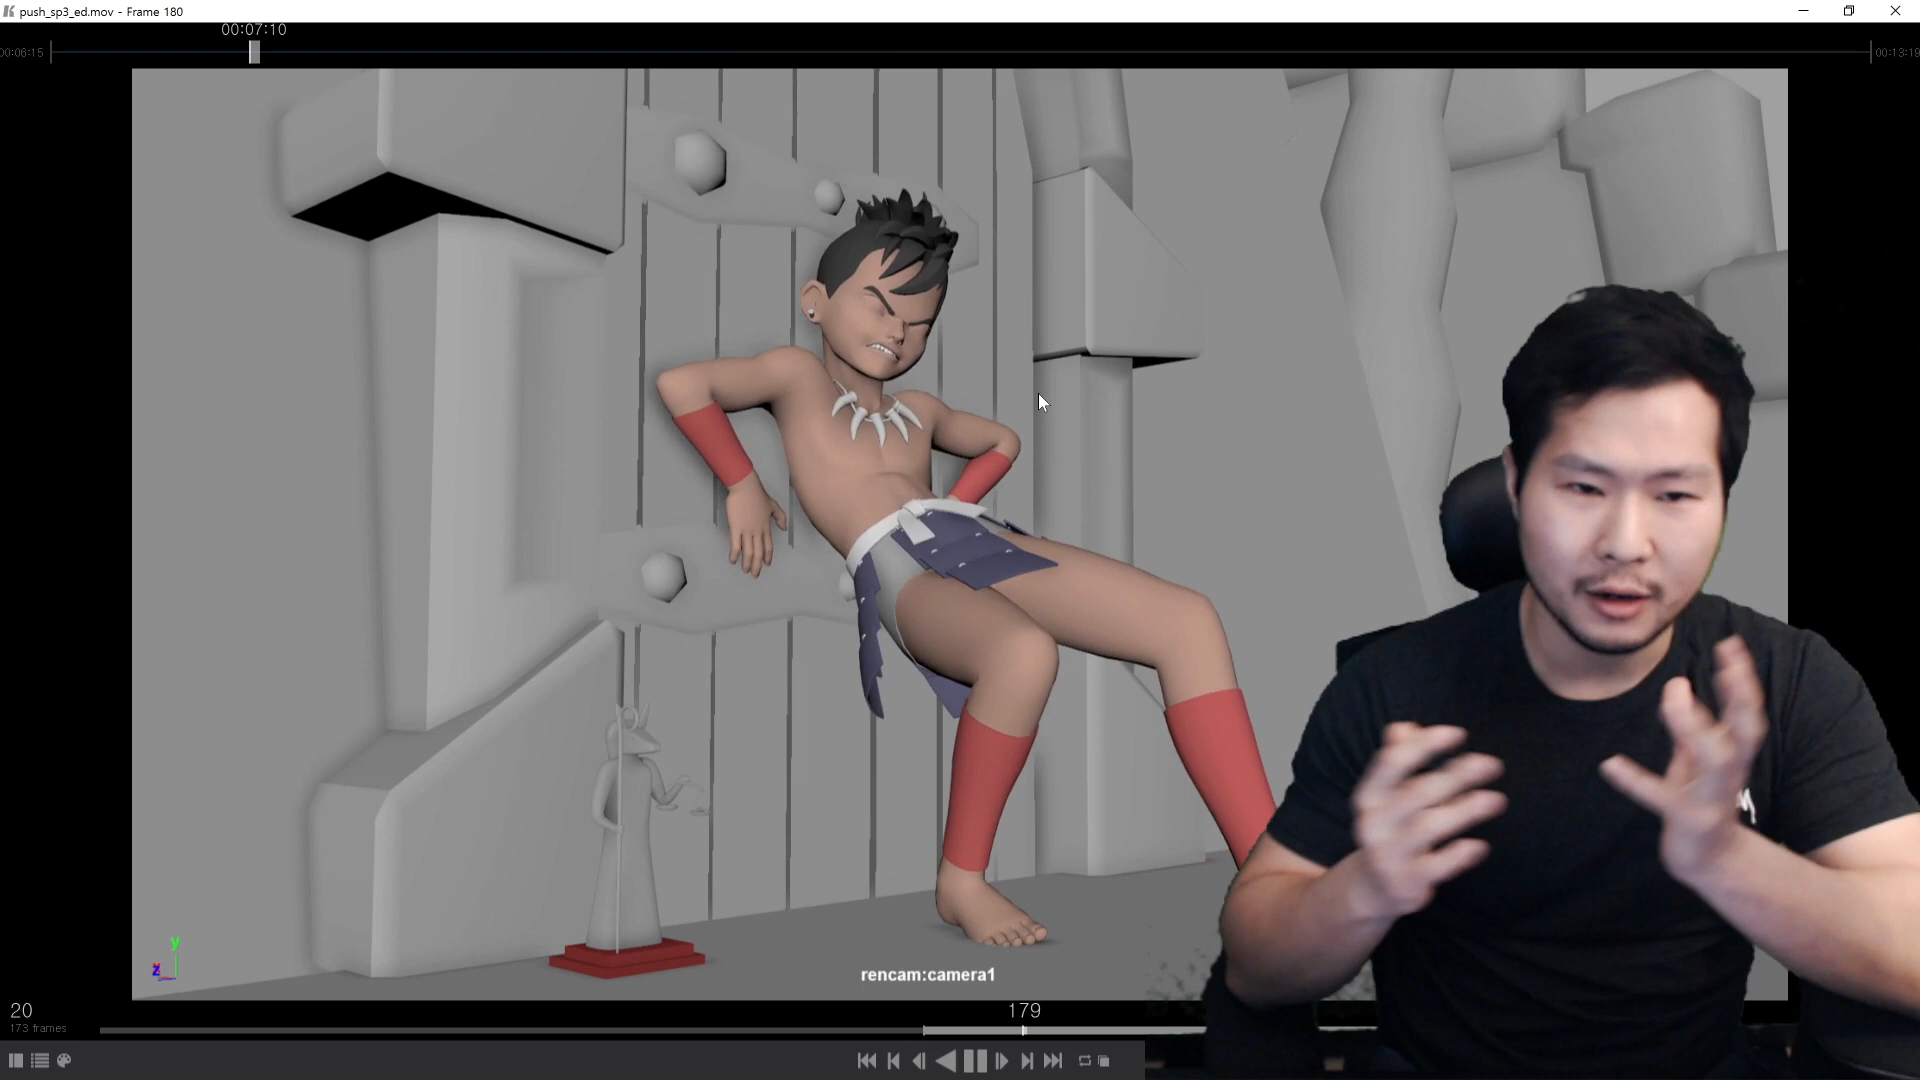 push_sp3_ed.mov - Frame 180
00:07:10
00:06:15
00:13:19
y
z
rencam:camera1
20
173 frames
179